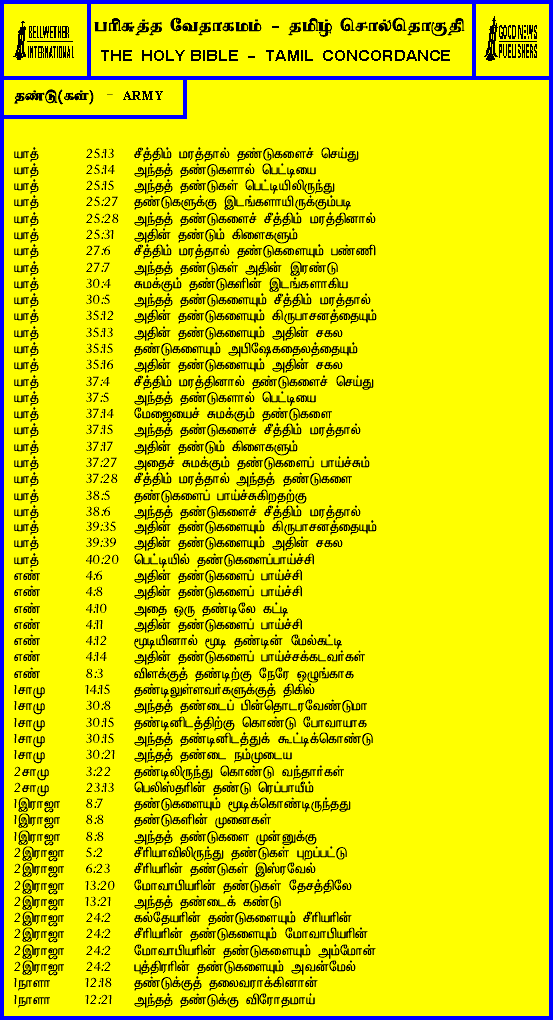 BELLWETHER
INTERNATIONAL
பரிசுத்த வேதாகமம் - தமிழ் சொல்தொகுதி
THE HOLY BIBLE - TAMIL CONCORDANCE
GOOD NEWS
PUBLISHERS
தண்டு(கள்) - ARMY
யாத் 25:13 சீத்திம் மரத்தால் தண்டுகளைச் செய்து
யாத் 25:14 அந்தத் தண்டுகளால் பெட்டியை
யாத் 25:15 அந்தத் தண்டுகள் பெட்டியிலிருந்து
யாத் 25:27 தண்டுகளுக்கு இடங்களாயிருக்கும்படி
யாத் 25:28 அந்தத் தண்டுகளைச் சீத்திம் மரத்தினால்
யாத் 25:31 அதின் தண்டும் கிளைகளும்
யாத் 27:6 சீத்திம் மரத்தால் தண்டுகளையும் பண்ணி
யாத் 27:7 அந்தத் தண்டுகள் அதின் இரண்டு
யாத் 30:4 சுமக்கும் தண்டுகளின் இடங்களாகிய
யாத் 30:5 அந்தத் தண்டுகளையும் சீத்திம் மரத்தால்
யாத் 35:12 அதின் தண்டுகளையும் கிருபாசனத்தையும்
யாத் 35:13 அதின் தண்டுகளையும் அதின் சகல
யாத் 35:15 தண்டுகளையும் அபிஷேகதைலத்தையும்
யாத் 35:16 அதின் தண்டுகளையும் அதின் சகல
யாத் 37:4 சீத்திம் மரத்தினால் தண்டுகளைச் செய்து
யாத் 37:5 அந்தத் தண்டுகளால் பெட்டியை
யாத் 37:14 மேஜையைச் சுமக்கும் தண்டுகளை
யாத் 37:15 அந்தத் தண்டுகளைச் சீத்திம் மரத்தால்
யாத் 37:17 அதின் தண்டும் கிளைகளும்
யாத் 37:27 அதைச் சுமக்கும் தண்டுகளைப் பாய்ச்சும்
யாத் 37:28 சீத்திம் மரத்தால் அந்தத் தண்டுகளை
யாத் 38:5 தண்டுகளைப் பாய்ச்சுகிறதற்கு
யாத் 38:6 அந்தத் தண்டுகளைச் சீத்திம் மரத்தால்
யாத் 39:35 அதின் தண்டுகளையும் கிருபாசனத்தையும்
யாத் 39:39 அதின் தண்டுகளையும் அதின் சகல
யாத் 40:20 பெட்டியில் தண்டுகளைப்பாய்ச்சி
எண் 4:6 அதின் தண்டுகளைப் பாய்ச்சி
எண் 4:8 அதின் தண்டுகளைப் பாய்ச்சி
எண் 4:10 அதை ஒரு தண்டிலே கட்டி
எண் 4:11 அதின் தண்டுகளைப் பாய்ச்சி
எண் 4:12 மூடியினால் மூடி தண்டின் மேல்கட்டி
எண் 4:14 அதின் தண்டுகளைப் பாய்ச்சக்கடவர்கள்
எண் 8:3 விளக்குத் தண்டிற்கு நேரே ஒழுங்காக
1சாமு 14:15 தண்டிலுள்ளவர்களுக்குத் திகில்
1சாமு 30:8 அந்தத் தண்டைப் பின்தொடரவேண்டுமா
1சாமு 30:15 தண்டினிடத்திற்கு கொண்டு போவாயாக
1சாமு 30:15 அந்தத் தண்டினிடத்துக் கூட்டிக்கொண்டு
1சாமு 30:21 அந்தத் தண்டை நம்முடைய
2சாமு 3:22 தண்டிலிருந்து கொண்டு வந்தார்கள்
2சாமு 23:13 பெலிஸ்தரின் தண்டு ரெப்பாயீம்
1இராஜா 8:7 தண்டுகளையும் மூடிக்கொண்டிருந்தது
1இராஜா 8:8 தண்டுகளின் முனைகள்
1இராஜா 8:8 அந்தத் தண்டுகளை முன்னுக்கு
2இராஜா 5:2 சீரியாவிலிருந்து தண்டுகள் புறப்பட்டு
2இராஜா 6:23 சீரியரின் தண்டுகள் இஸ்ரவேல்
2இராஜா 13:20 மோவாபியரின் தண்டுகள் தேசத்திலே
2இராஜா 13:21 அந்தத் தண்டைக் கண்டு
2இராஜா 24:2 கல்தேயரின் தண்டுகளையும் சீரியரின்
2இராஜா 24:2 சீரியரின் தண்டுகளையும் மோவாபியரின்
2இராஜா 24:2 மோவாபியரின் தண்டுகளையும் அம்மோன்
2இராஜா 24:2 புத்திரரின் தண்டுகளையும் அவன்மேல்
1நாளா 12:18 தண்டுக்குத் தலைவராக்கினான்
1நாளா 12:21 அந்தத் தண்டுக்கு விரோதமாய்